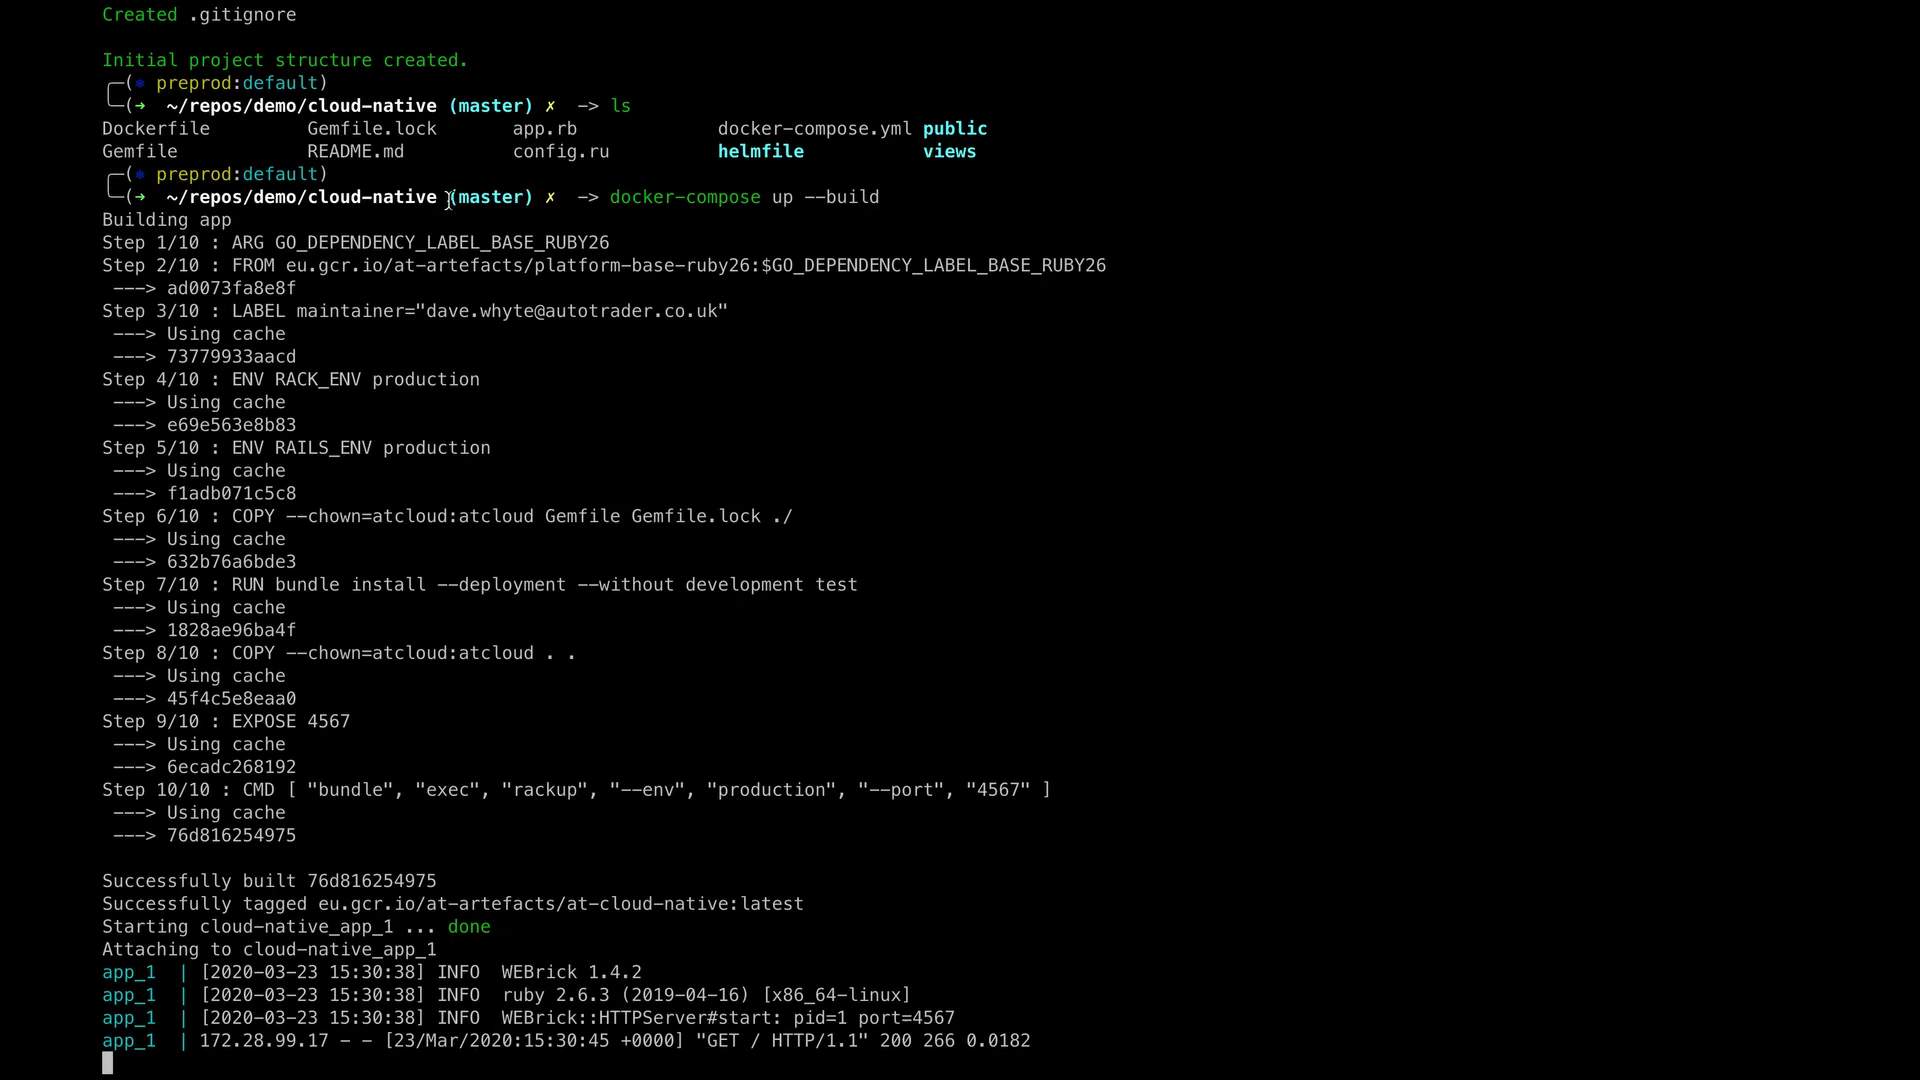 Created .gitignore
Initial project structure created.
╭─(⎈ preprod:default)
╰─(➜  ~/repos/demo/cloud-native (master) ✗  -> ls
Dockerfile Gemfile.lock app.rb docker-compose.yml public
Gemfile README.md config.ru helmfile views
╭─(⎈ preprod:default)
╰─(➜  ~/repos/demo/cloud-native (master) ✗  -> docker-compose up --build
Building app
Step 1/10 : ARG GO_DEPENDENCY_LABEL_BASE_RUBY26
Step 2/10 : FROM eu.gcr.io/at-artefacts/platform-base-ruby26:$GO_DEPENDENCY_LABEL_BASE_RUBY26
 ---> ad0073fa8e8f
Step 3/10 : LABEL maintainer="dave.whyte@autotrader.co.uk"
 ---> Using cache
 ---> 73779933aacd
Step 4/10 : ENV RACK_ENV production
 ---> Using cache
 ---> e69e563e8b83
Step 5/10 : ENV RAILS_ENV production
 ---> Using cache
 ---> f1adb071c5c8
Step 6/10 : COPY --chown=atcloud:atcloud Gemfile Gemfile.lock ./
 ---> Using cache
 ---> 632b76a6bde3
Step 7/10 : RUN bundle install --deployment --without development test
 ---> Using cache
 ---> 1828ae96ba4f
Step 8/10 : COPY --chown=atcloud:atcloud . .
 ---> Using cache
 ---> 45f4c5e8eaa0
Step 9/10 : EXPOSE 4567
 ---> Using cache
 ---> 6ecadc268192
Step 10/10 : CMD [ "bundle", "exec", "rackup", "--env", "production", "--port", "4567" ]
 ---> Using cache
 ---> 76d816254975
Successfully built 76d816254975
Successfully tagged eu.gcr.io/at-artefacts/at-cloud-native:latest
Starting cloud-native_app_1 ... done
Attaching to cloud-native_app_1
app_1  | [2020-03-23 15:30:38] INFO  WEBrick 1.4.2
app_1  | [2020-03-23 15:30:38] INFO  ruby 2.6.3 (2019-04-16) [x86_64-linux]
app_1  | [2020-03-23 15:30:38] INFO  WEBrick::HTTPServer#start: pid=1 port=4567
app_1  | 172.28.99.17 - - [23/Mar/2020:15:30:45 +0000] "GET / HTTP/1.1" 200 266 0.0182